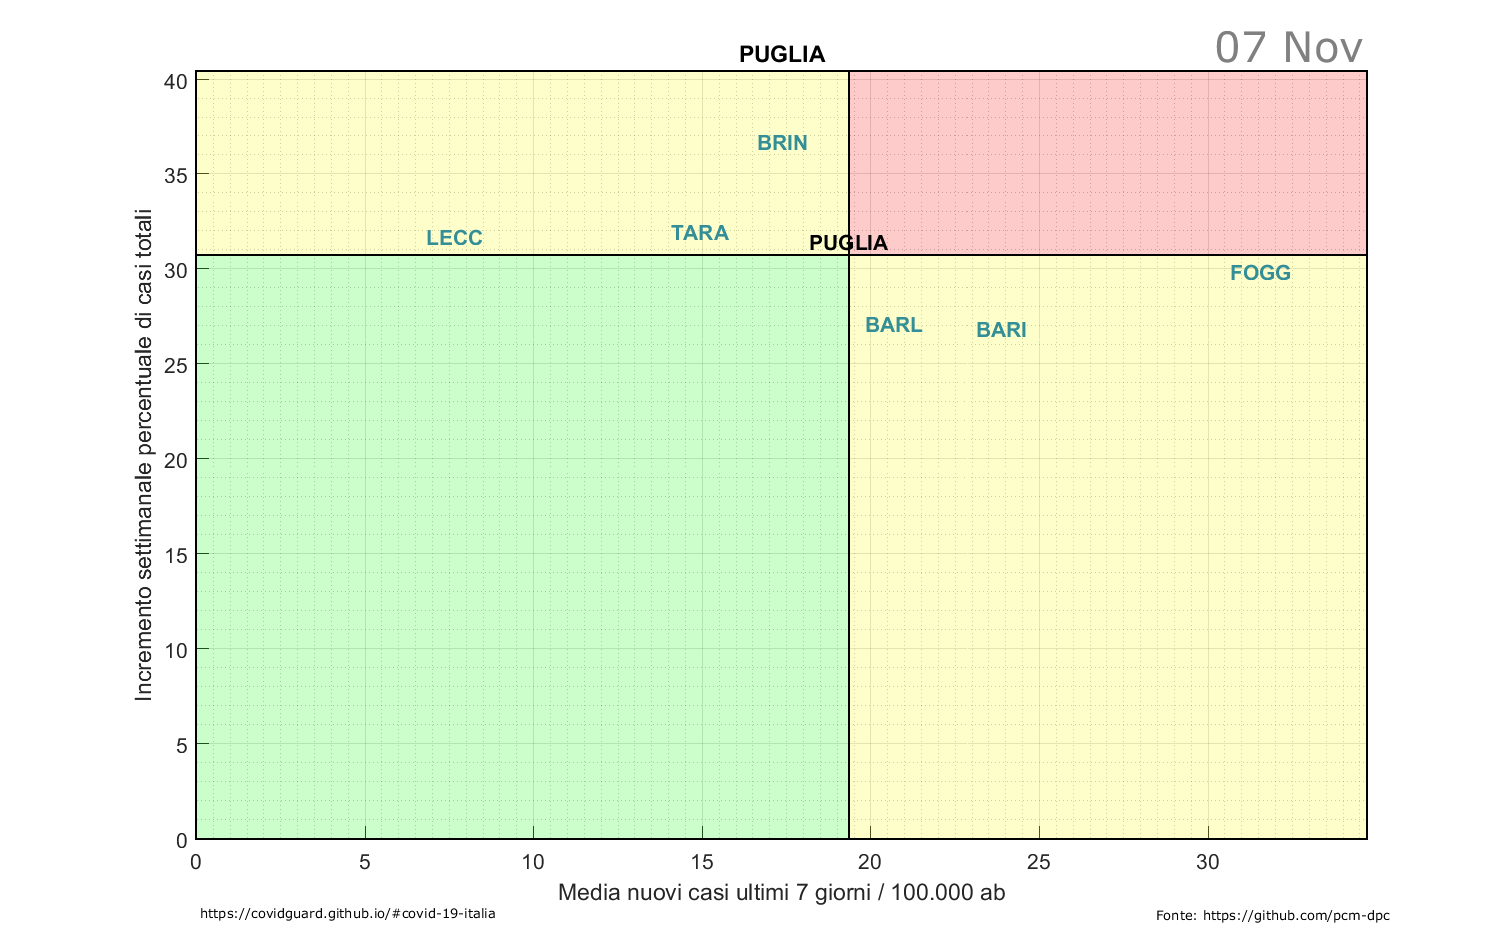 PUGLIA
07 Nov
40
35
30
25
20
15
10
5
0
Incremento settimanale percentuale di casi totali
BRIN
TARA
LECC
PUGLIA
FOGG
BARL
BARI
0 5 10 15 20 25 30
Media nuovi casi ultimi 7 giorni / 100.000 ab
https://covidguard.github.io/#covid-19-italia
Fonte: https://github.com/pcm-dpc